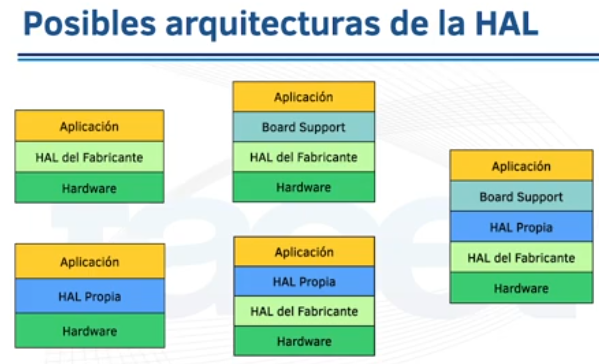 Posibles arquitecturas de la HAL
Aplicación
HAL del Fabricante
Hardware
Aplicación
Board Support
HAL del Fabricante
Hardware
Aplicación
Board Support
HAL Propia
HAL del Fabricante
Hardware
Aplicación
HAL Propia
Hardware
Aplicación
HAL Propia
HAL del Fabricante
Hardware